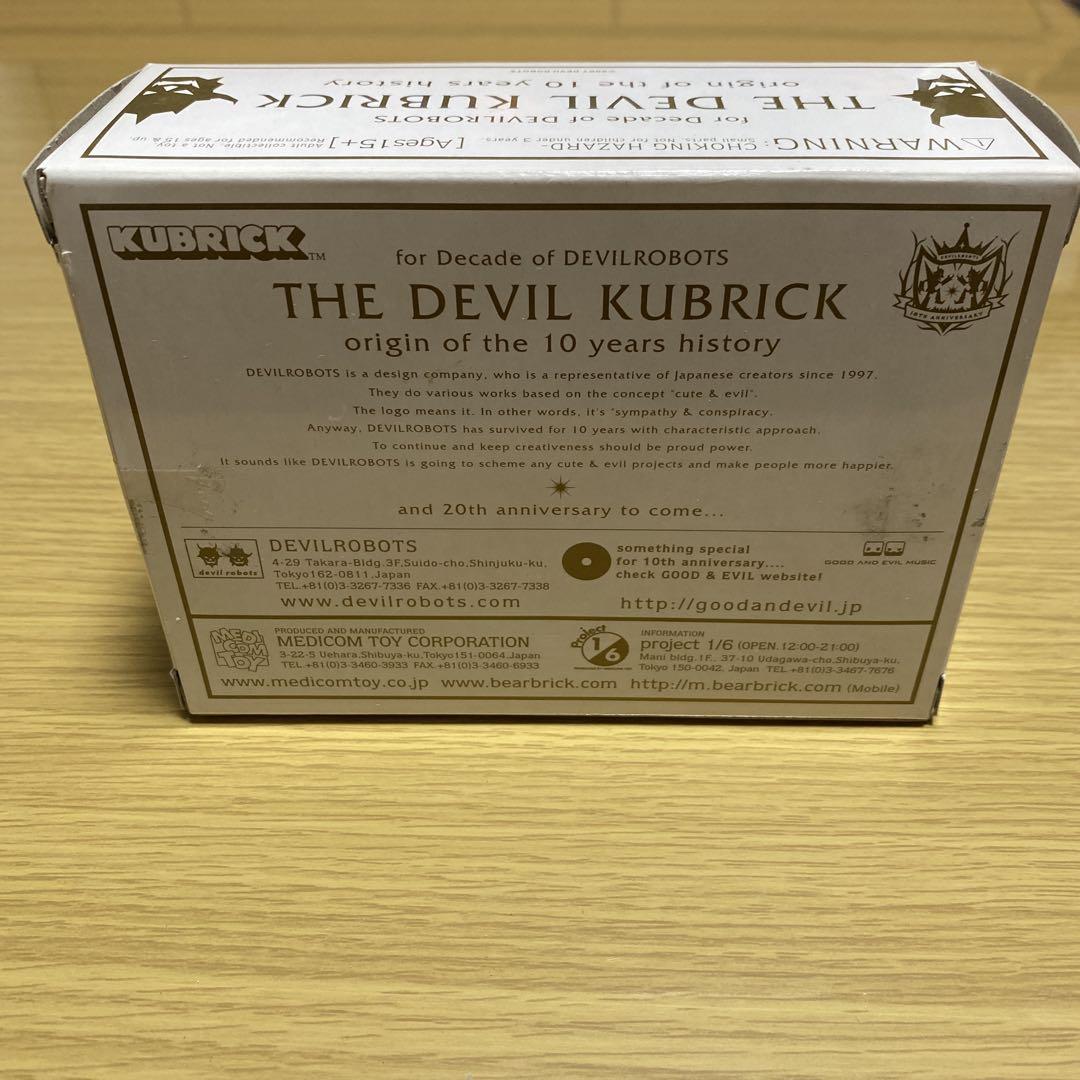 ⚠WARNING: CHOKING HAZARD-
Small parts. Not for children under 3 years.
[Ages15+]
Adult collectible. Not a toy.
Recommended for ages 15 & up.
for Decade of DEVILROBOTS
THE DEVIL KUBRICK
origin of the 10 years history
KUBRICK TM
for Decade of DEVILROBOTS
THE DEVIL KUBRICK
origin of the 10 years history
DEVILROBOTS
10TH ANNIVERSARY
DEVILROBOTS is a design company, who is a representative of Japanese creators since 1997.
They do various works based on the concept "cute & evil".
The logo means it. In other words, it's "sympathy & conspiracy.
Anyway, DEVILROBOTS has survived for 10 years with characteristic approach.
To continue and keep creativeness should be proud power.
It sounds like DEVILROBOTS is going to scheme any cute & evil projects and make people more happier.
and 20th anniversary to come...
devil robots
DEVILROBOTS
4-29 Takara-Bldg.3F,Suido-cho,Shinjuku-ku,
Tokyo162-0811,Japan
TEL.+81(0)3-3267-7336 FAX.+81(0)3-3267-7338
www.devilrobots.com
something special
for 10th anniversary....
check GOOD & EVIL website!
GOOD AND EVIL MUSIC
http://goodandevil.jp
MEDI COM TOY
PRODUCED AND MANUFACTURED
MEDICOM TOY CORPORATION
3-22-5 Uehara,Shibuya-ku,Tokyo151-0064,Japan
TEL.+81(0)3-3460-3933 FAX.+81(0)3-3460-6933
Project 1/6
INFORMATION
project 1/6 (OPEN.12:00-21:00)
Mani bldg.1F., 37-10 Udagawa-cho,Shibuya-ku,
Tokyo 150-0042, Japan TEL.+81(0)3-3467-7676
www.medicomtoy.co.jp www.bearbrick.com http://m.bearbrick.com (Mobile)